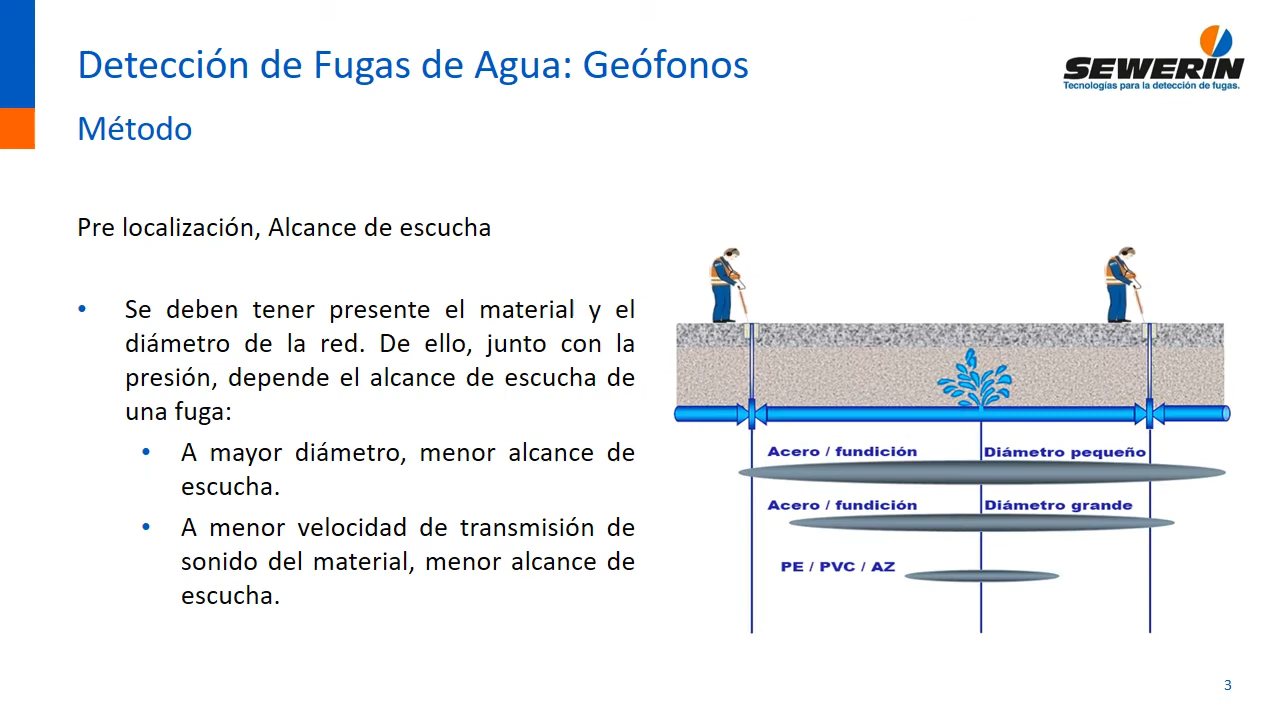 Detección de Fugas de Agua: Geófonos
SEWERIN
Tecnologías para la detección de fugas.
Método
Pre localización, Alcance de escucha
• Se deben tener presente el material y el
diámetro de la red. De ello, junto con la
presión, depende el alcance de escucha de
una fuga:
• A mayor diámetro, menor alcance de
escucha.
• A menor velocidad de transmisión de
sonido del material, menor alcance de
escucha.
Acero / fundición Diámetro pequeño
Acero / fundición Diámetro grande
PE / PVC / AZ
3